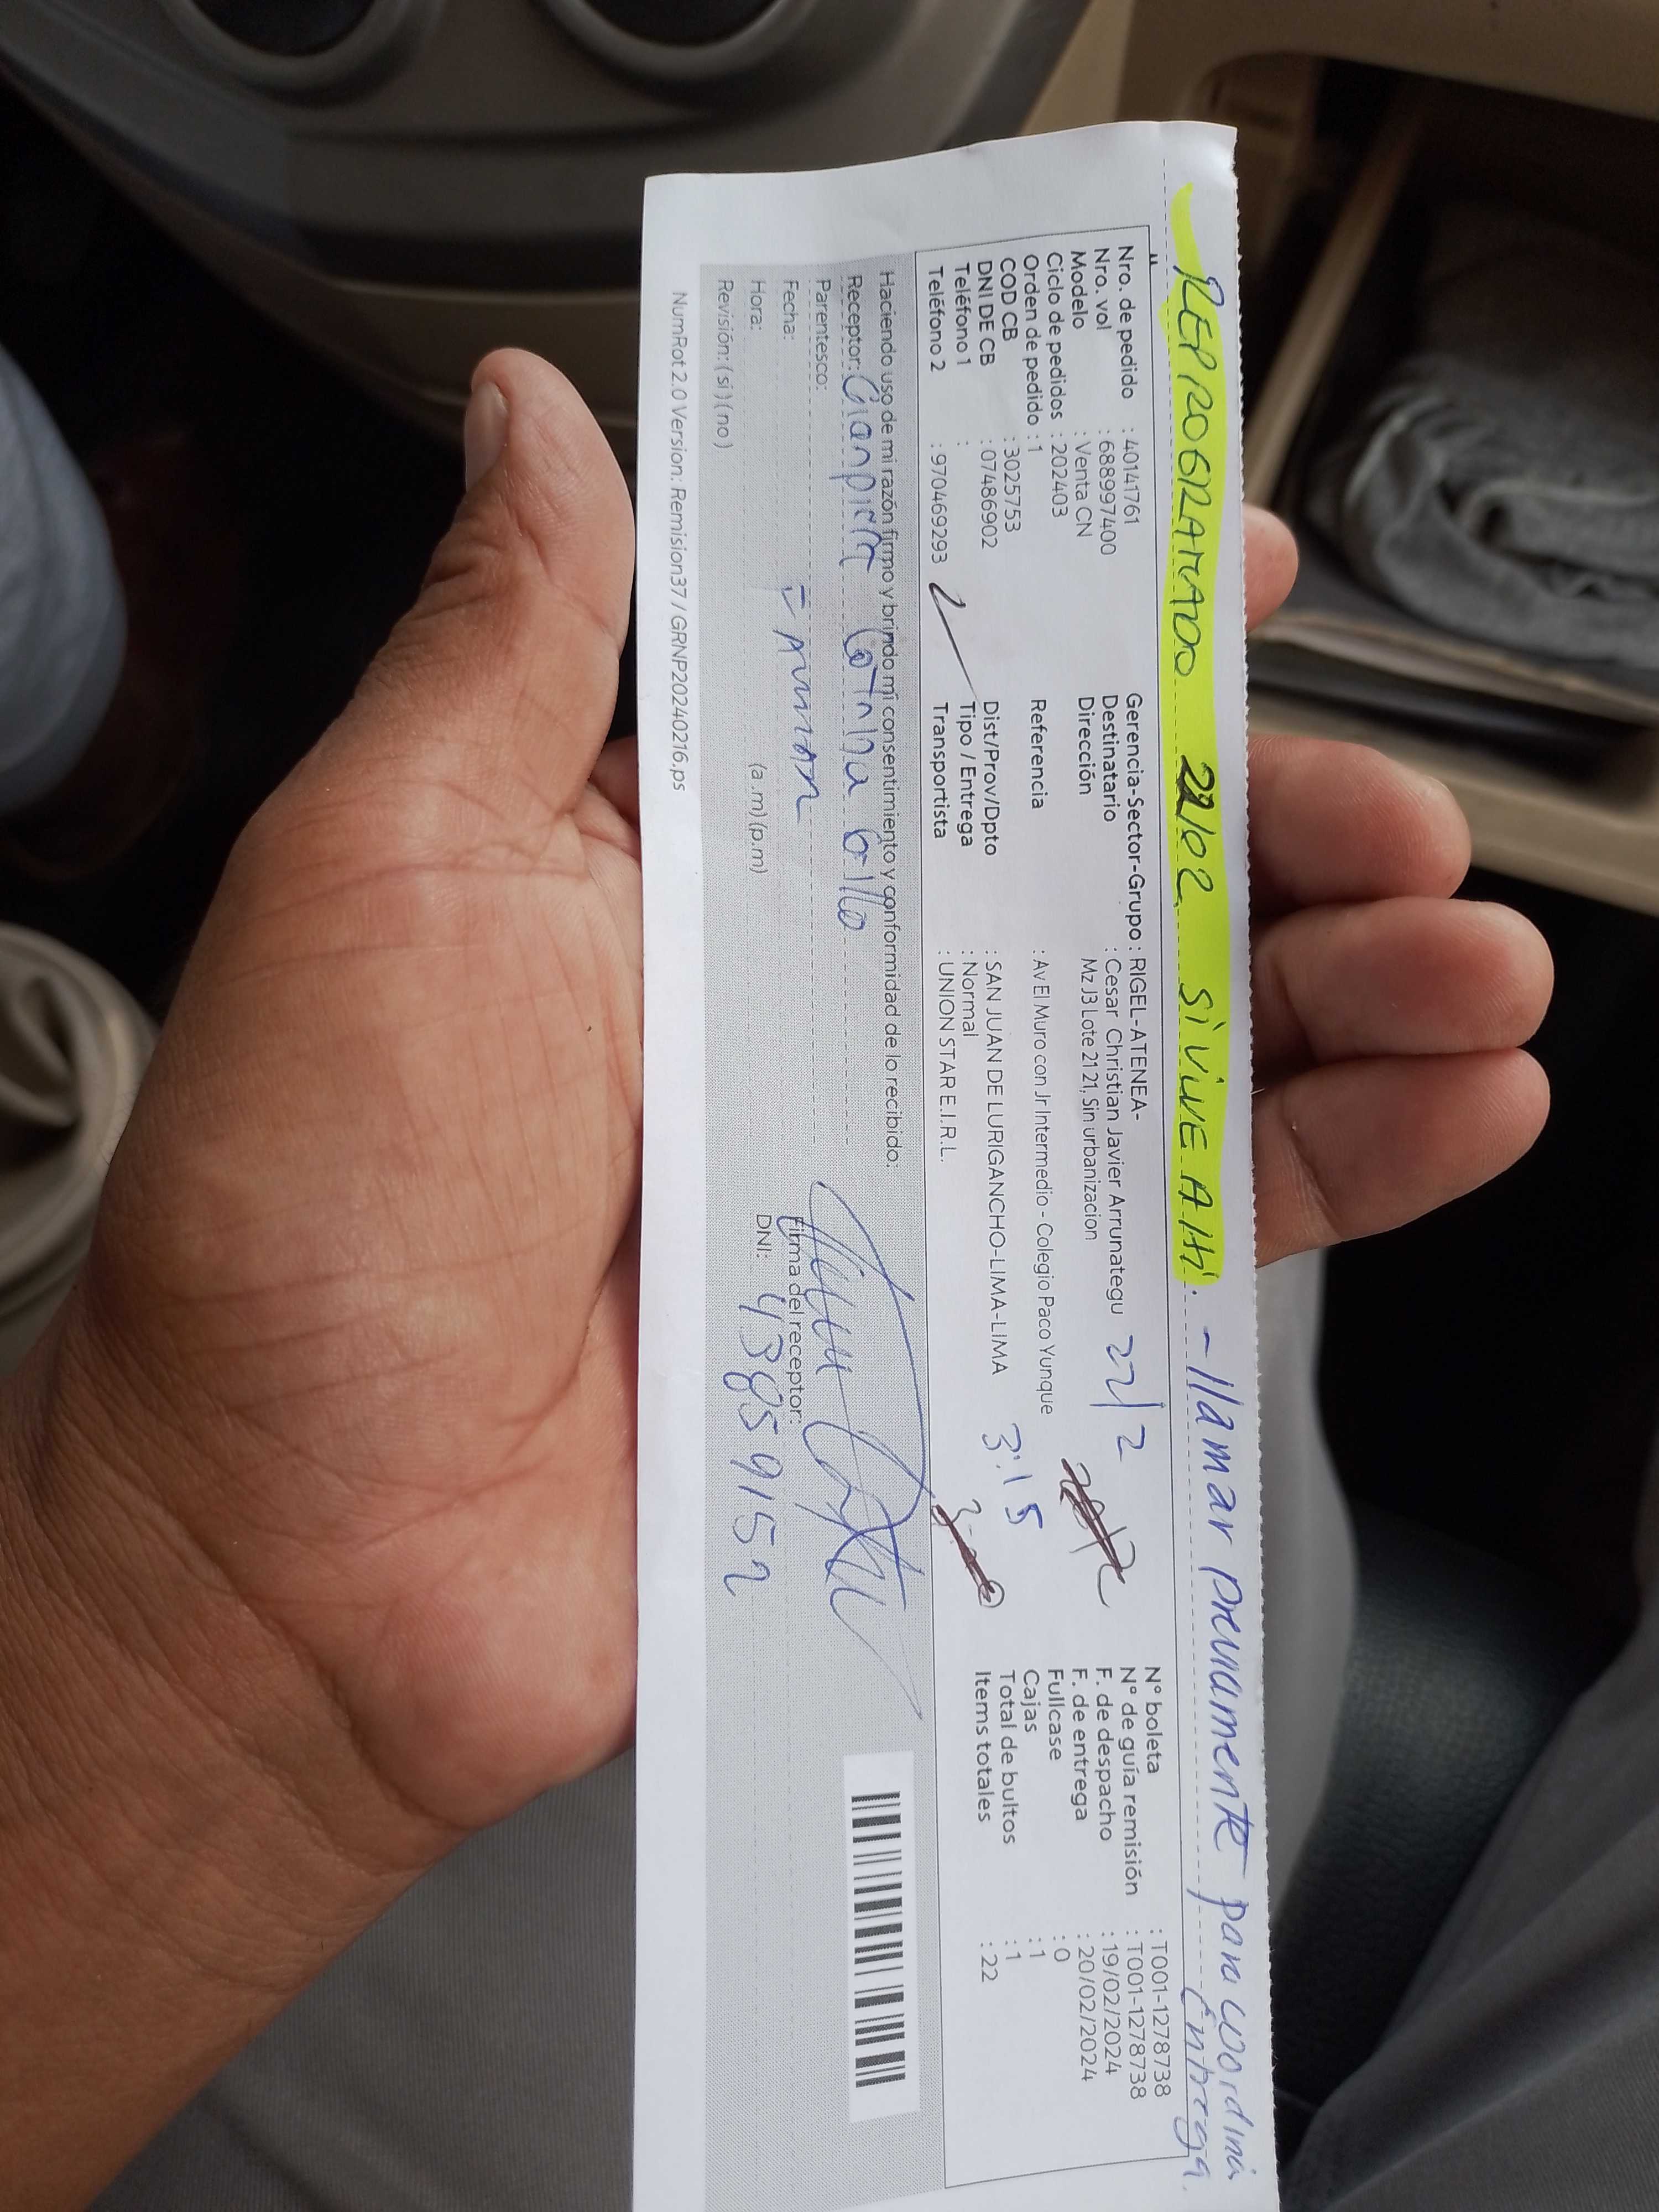 REPROGRAMADO 22/02 SI VIVE AHÍ. - llamar previamente para coordinar
Entrega.
Nro. de pedido : 40141761
Nro. vol : 688997400
Modelo : Venta CN
Ciclo de pedidos : 202403
Orden de pedido : 1
COD CB : 3025753
DNI DE CB : 07486902
Teléfono 1 :
Teléfono 2 : 970469293
Gerencia-Sector-Grupo : RIGEL-ATENEA-
Destinatario : Cesar Christian Javier Arrunategu
Dirección Mz J3 Lote 21 21, Sin urbanizacion
Referencia : Av El Muro con Jr Intermedio - Colegio Paco Yunque
Dist/Prov/Dpto : SAN JUAN DE LURIGANCHO-LIMA-LIMA
Tipo / Entrega : Normal
Transportista : UNION STAR E.I.R.L.
22/2
3:15
N° boleta : T001-1278738
N° de guía remisión : T001-1278738
F. de despacho : 19/02/2024
F. de entrega : 20/02/2024
Fullcase : 0
Cajas : 1
Total de bultos : 1
Items totales : 22
Haciendo uso de mi razón firmo y brindo mi consentimiento y conformidad de lo recibido:
Receptor: Gianpier
Parentesco:
Fecha:
Hora: (a.m) (p.m)
Revisión: (si) (no)
Firma del receptor:
DNI: 43859152
NumRot2.0 Version: Remision37 / GRNP20240216.ps